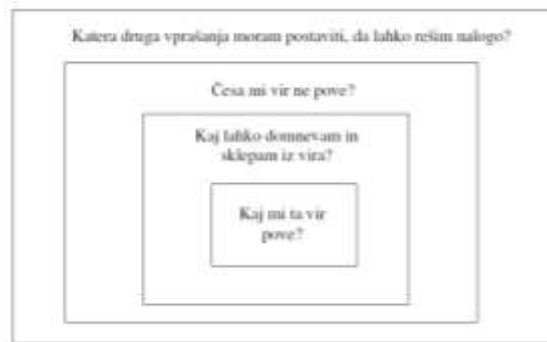 Katera druga vprašanja moram postaviti, da lahko rešim nalogo?
Česa mi vir ne pove?
Kaj lahko domnevam in
sklepam iz vira?
Kaj mi ta vir
pove?